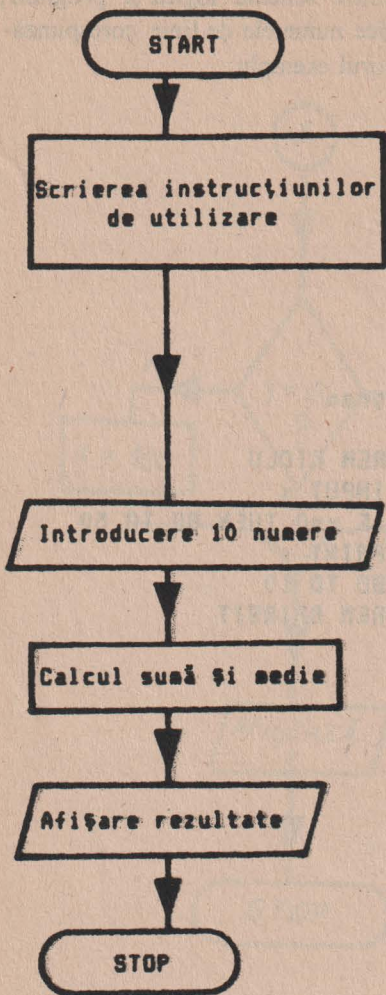 START
Scrierea instrucţiunilor
de utilizare
Introducere 10 numere
Calcul sumă şi medie
Afişare rezultate
STOP